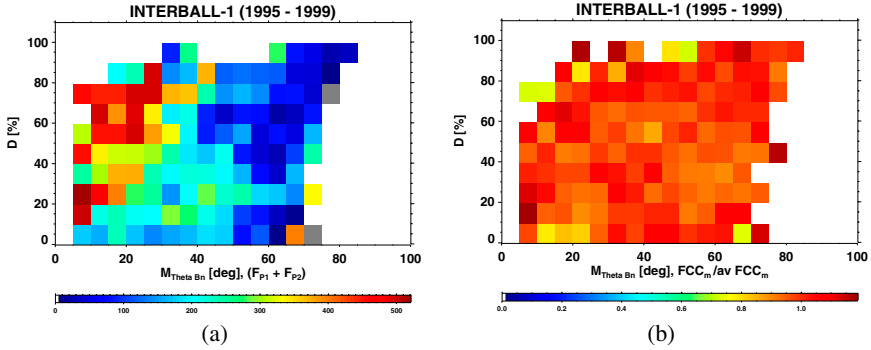 INTERBALL-1 (1995 - 1999)
D [%]
100
80
60
40
20
0
0 20 40 60 80 100
M_Theta Bn [deg], (F_P1 + F_P2)
0 100 200 300 400 500
(a)
INTERBALL-1 (1995 - 1999)
D [%]
100
80
60
40
20
0
0 20 40 60 80 100
M_Theta Bn [deg], FCC_m/av FCC_m
0.0 0.2 0.4 0.6 0.8 1.0
(b)